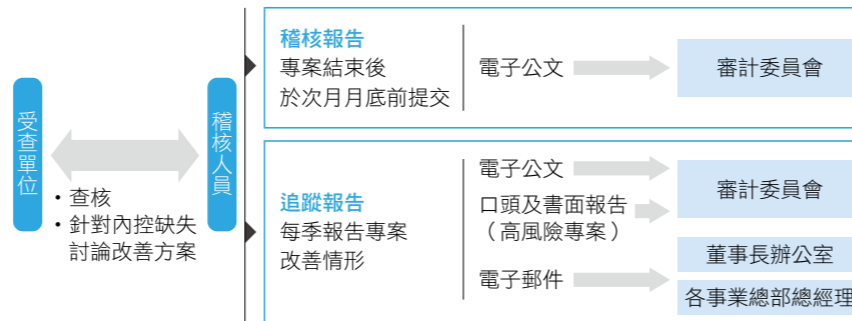 受查單位
稽核人員
・查核
・針對內控缺失
討論改善方案
稽核報告
專案結束後
於次月月底前提交
電子公文
審計委員會
追蹤報告
每季報告專案
改善情形
電子公文
口頭及書面報告
（高風險專案）
電子郵件
審計委員會
董事長辦公室
各事業總部總經理